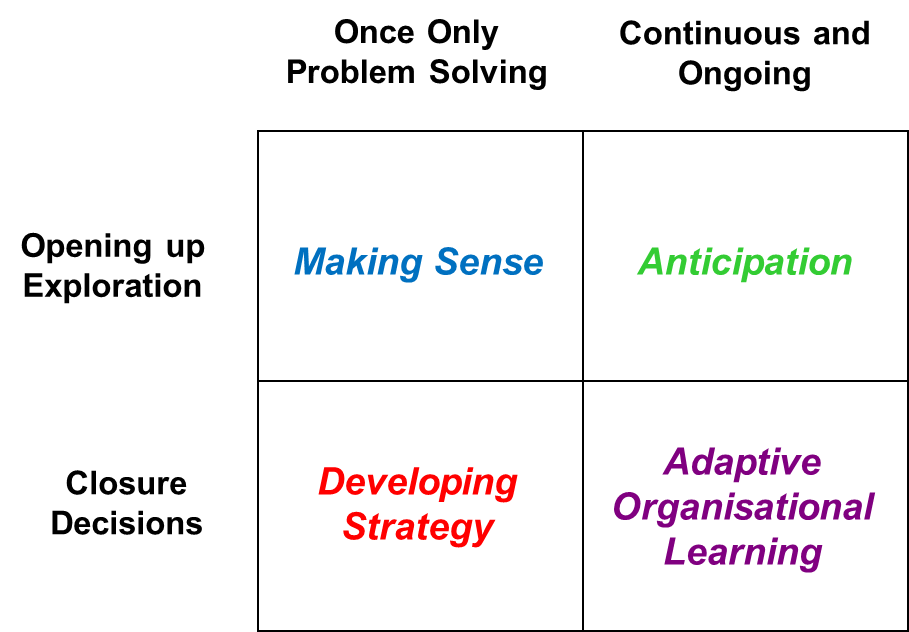 Once Only
Problem Solving
Continuous and
Ongoing
Opening up
Exploration
Making Sense
Anticipation
Closure
Decisions
Developing
Strategy
Adaptive
Organisational
Learning